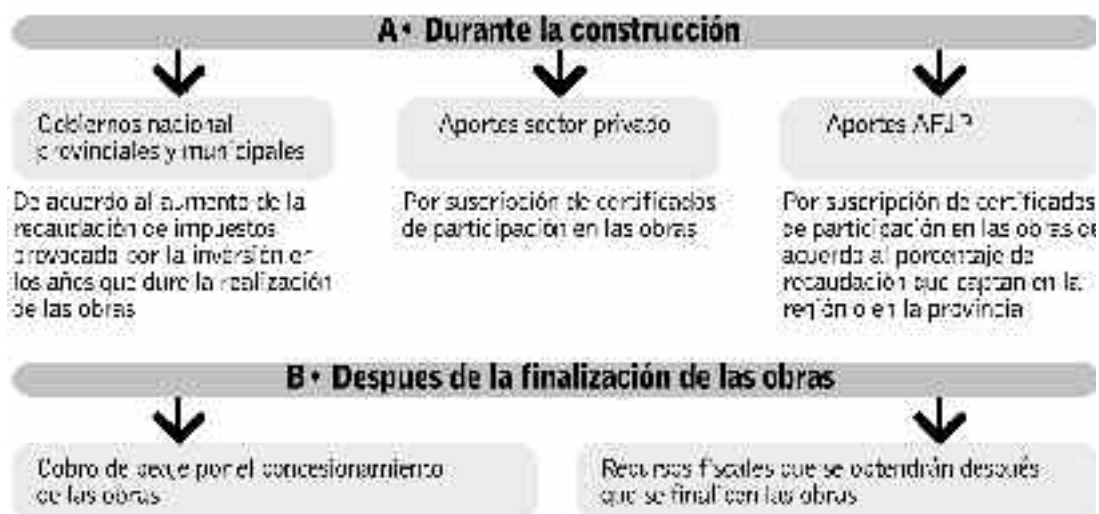 A• Durante la construcción
Gobiernos nacional
provinciales y municipales
De acuerdo al aumento de la
recaudación de impuestos
provocado por la inversión en
los años que dure la realización
de las obras
Aportes sector privado
Por suscripción de certificados
de participación en las obras
Aportes AFJP
Por suscripción de certificados
de participación en las obras de
acuerdo al porcentaje de
recaudación que captan en la
región o en la provincia
B• Despues de la finalización de las obras
Cobro de peaje por el concesionamiento
de las obras
Recursos fiscales que se obtendrán después
que se finalicen las obras